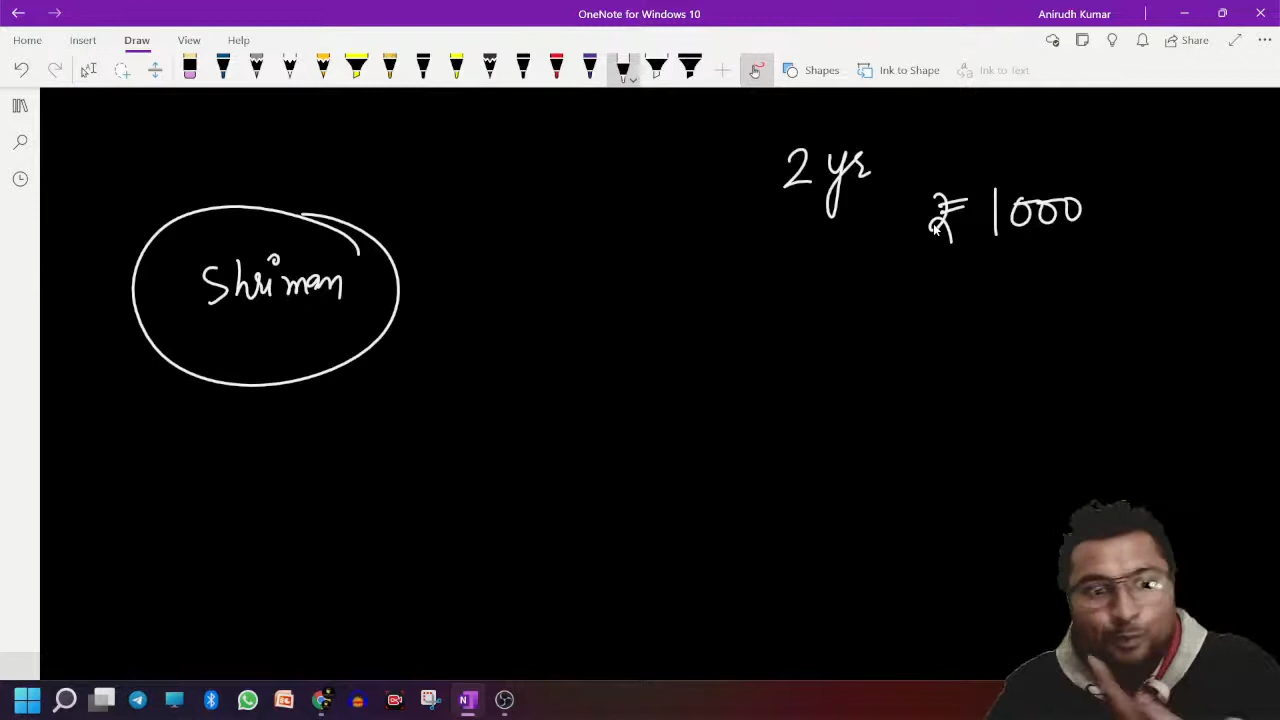 OneNote for Windows 10
Anirudh Kumar
Home Insert Draw View Help
Share
Shapes
Ink to Shape
Ink to Text
2 yr
₹ 1000
Shriman